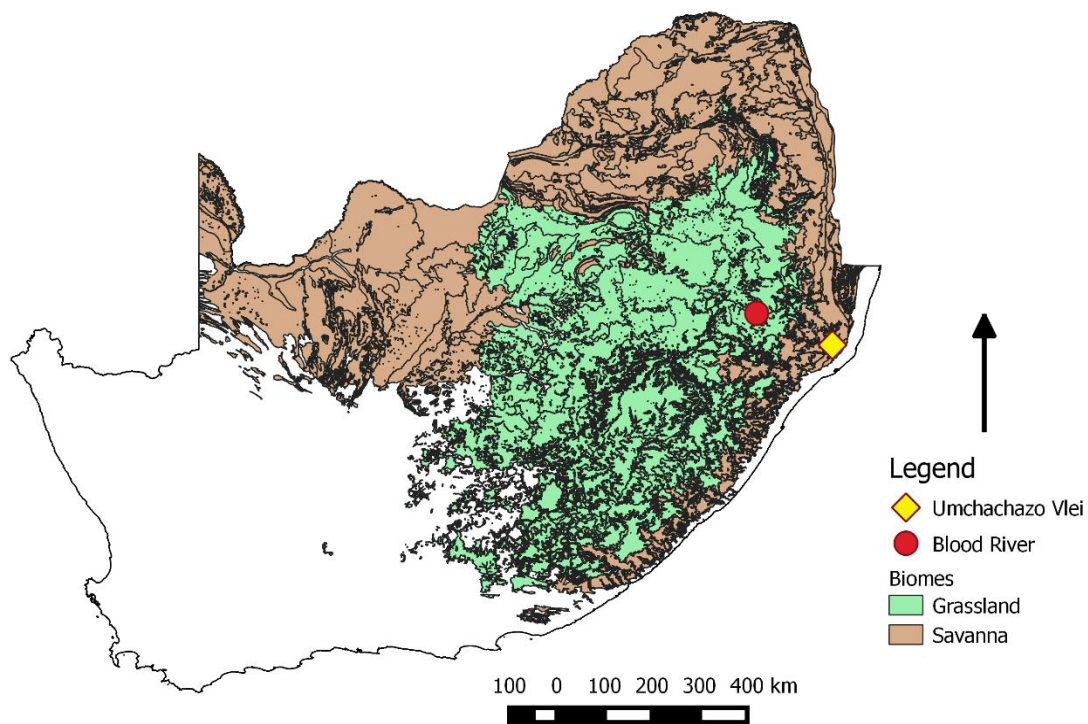 Legend
Umchachazo Vlei
Blood River
Biomes
Grassland
Savanna
100 0 100 200 300 400 km